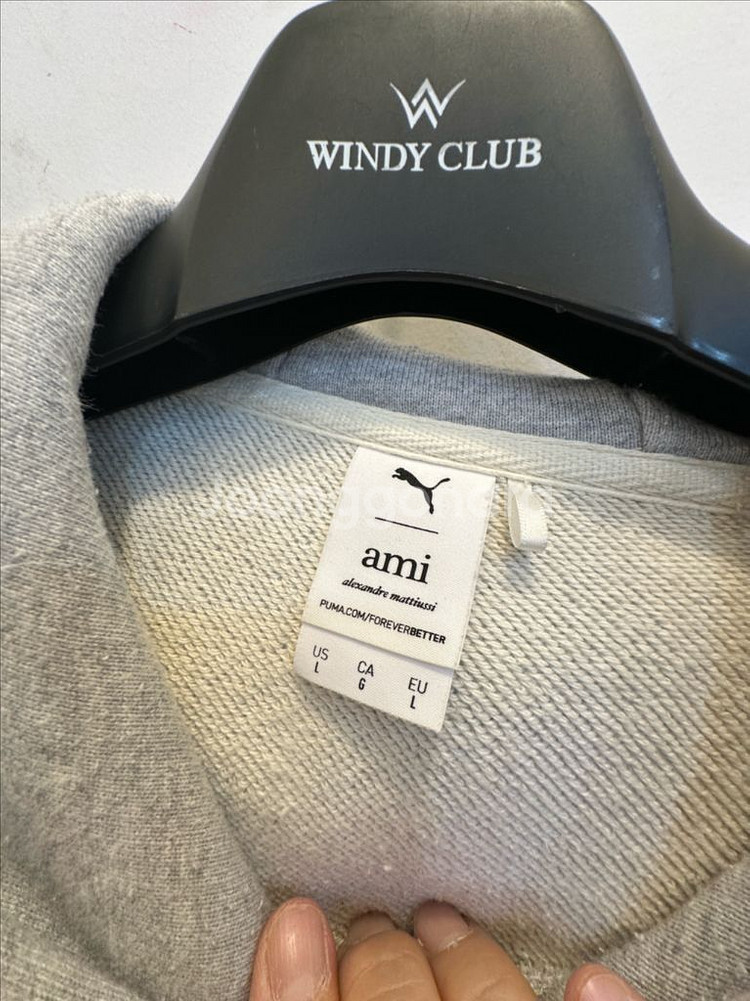 WINDY CLUB
ami
alexandre mattiussi
PUMA.COM/FOREVERBETTER
US CA EU
L G L